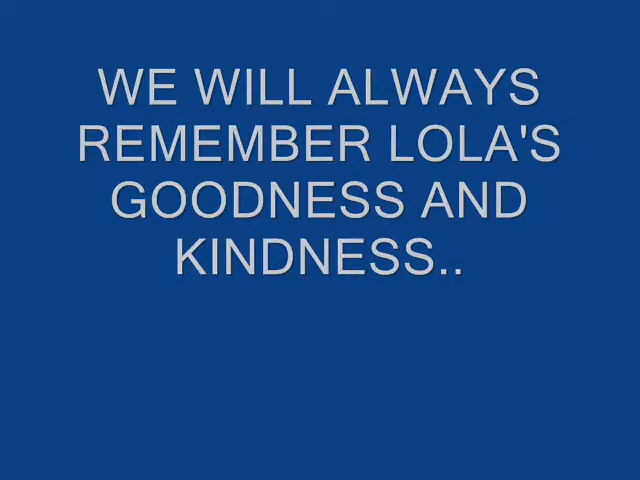 WE WILL ALWAYS
REMEMBER LOLA'S
GOODNESS AND
KINDNESS..